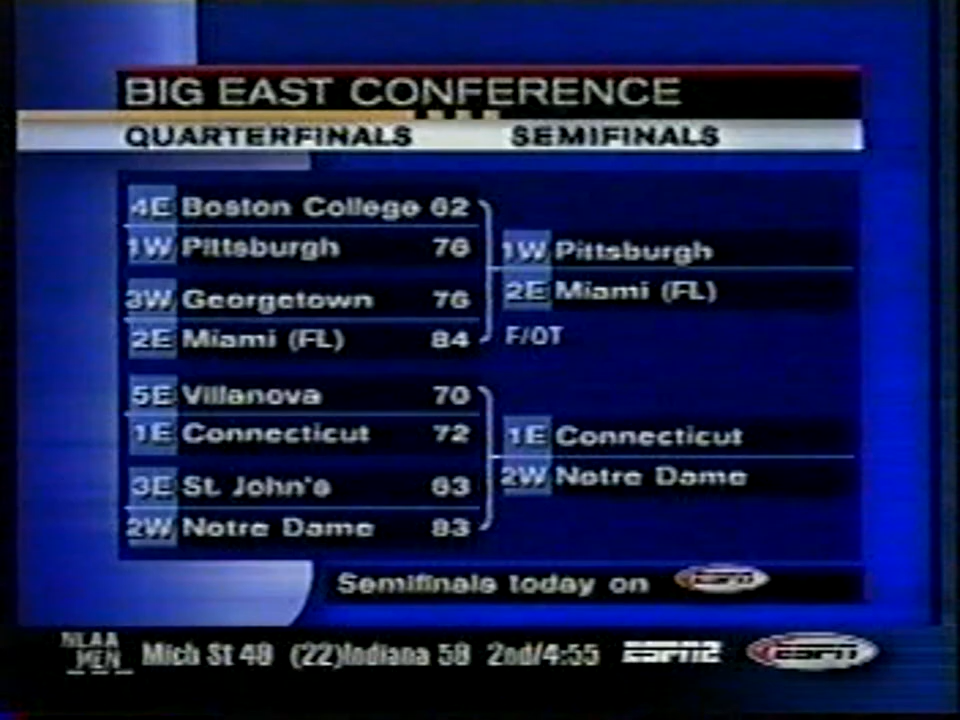 BIG EAST CONFERENCE
QUARTERFINALS SEMIFINALS
4E Boston College 62
1W Pittsburgh 76
3W Georgetown 76
2E Miami (FL) 84
1W Pittsburgh
2E Miami (FL)
F/OT
5E Villanova 70
1E Connecticut 72
3E St. John's 63
2W Notre Dame 83
1E Connecticut
2W Notre Dame
Semifinals today on ESPN
NCAA MEN Mich St 49 (22)Indiana 58 2nd/4:55 ESPN2 ESPN